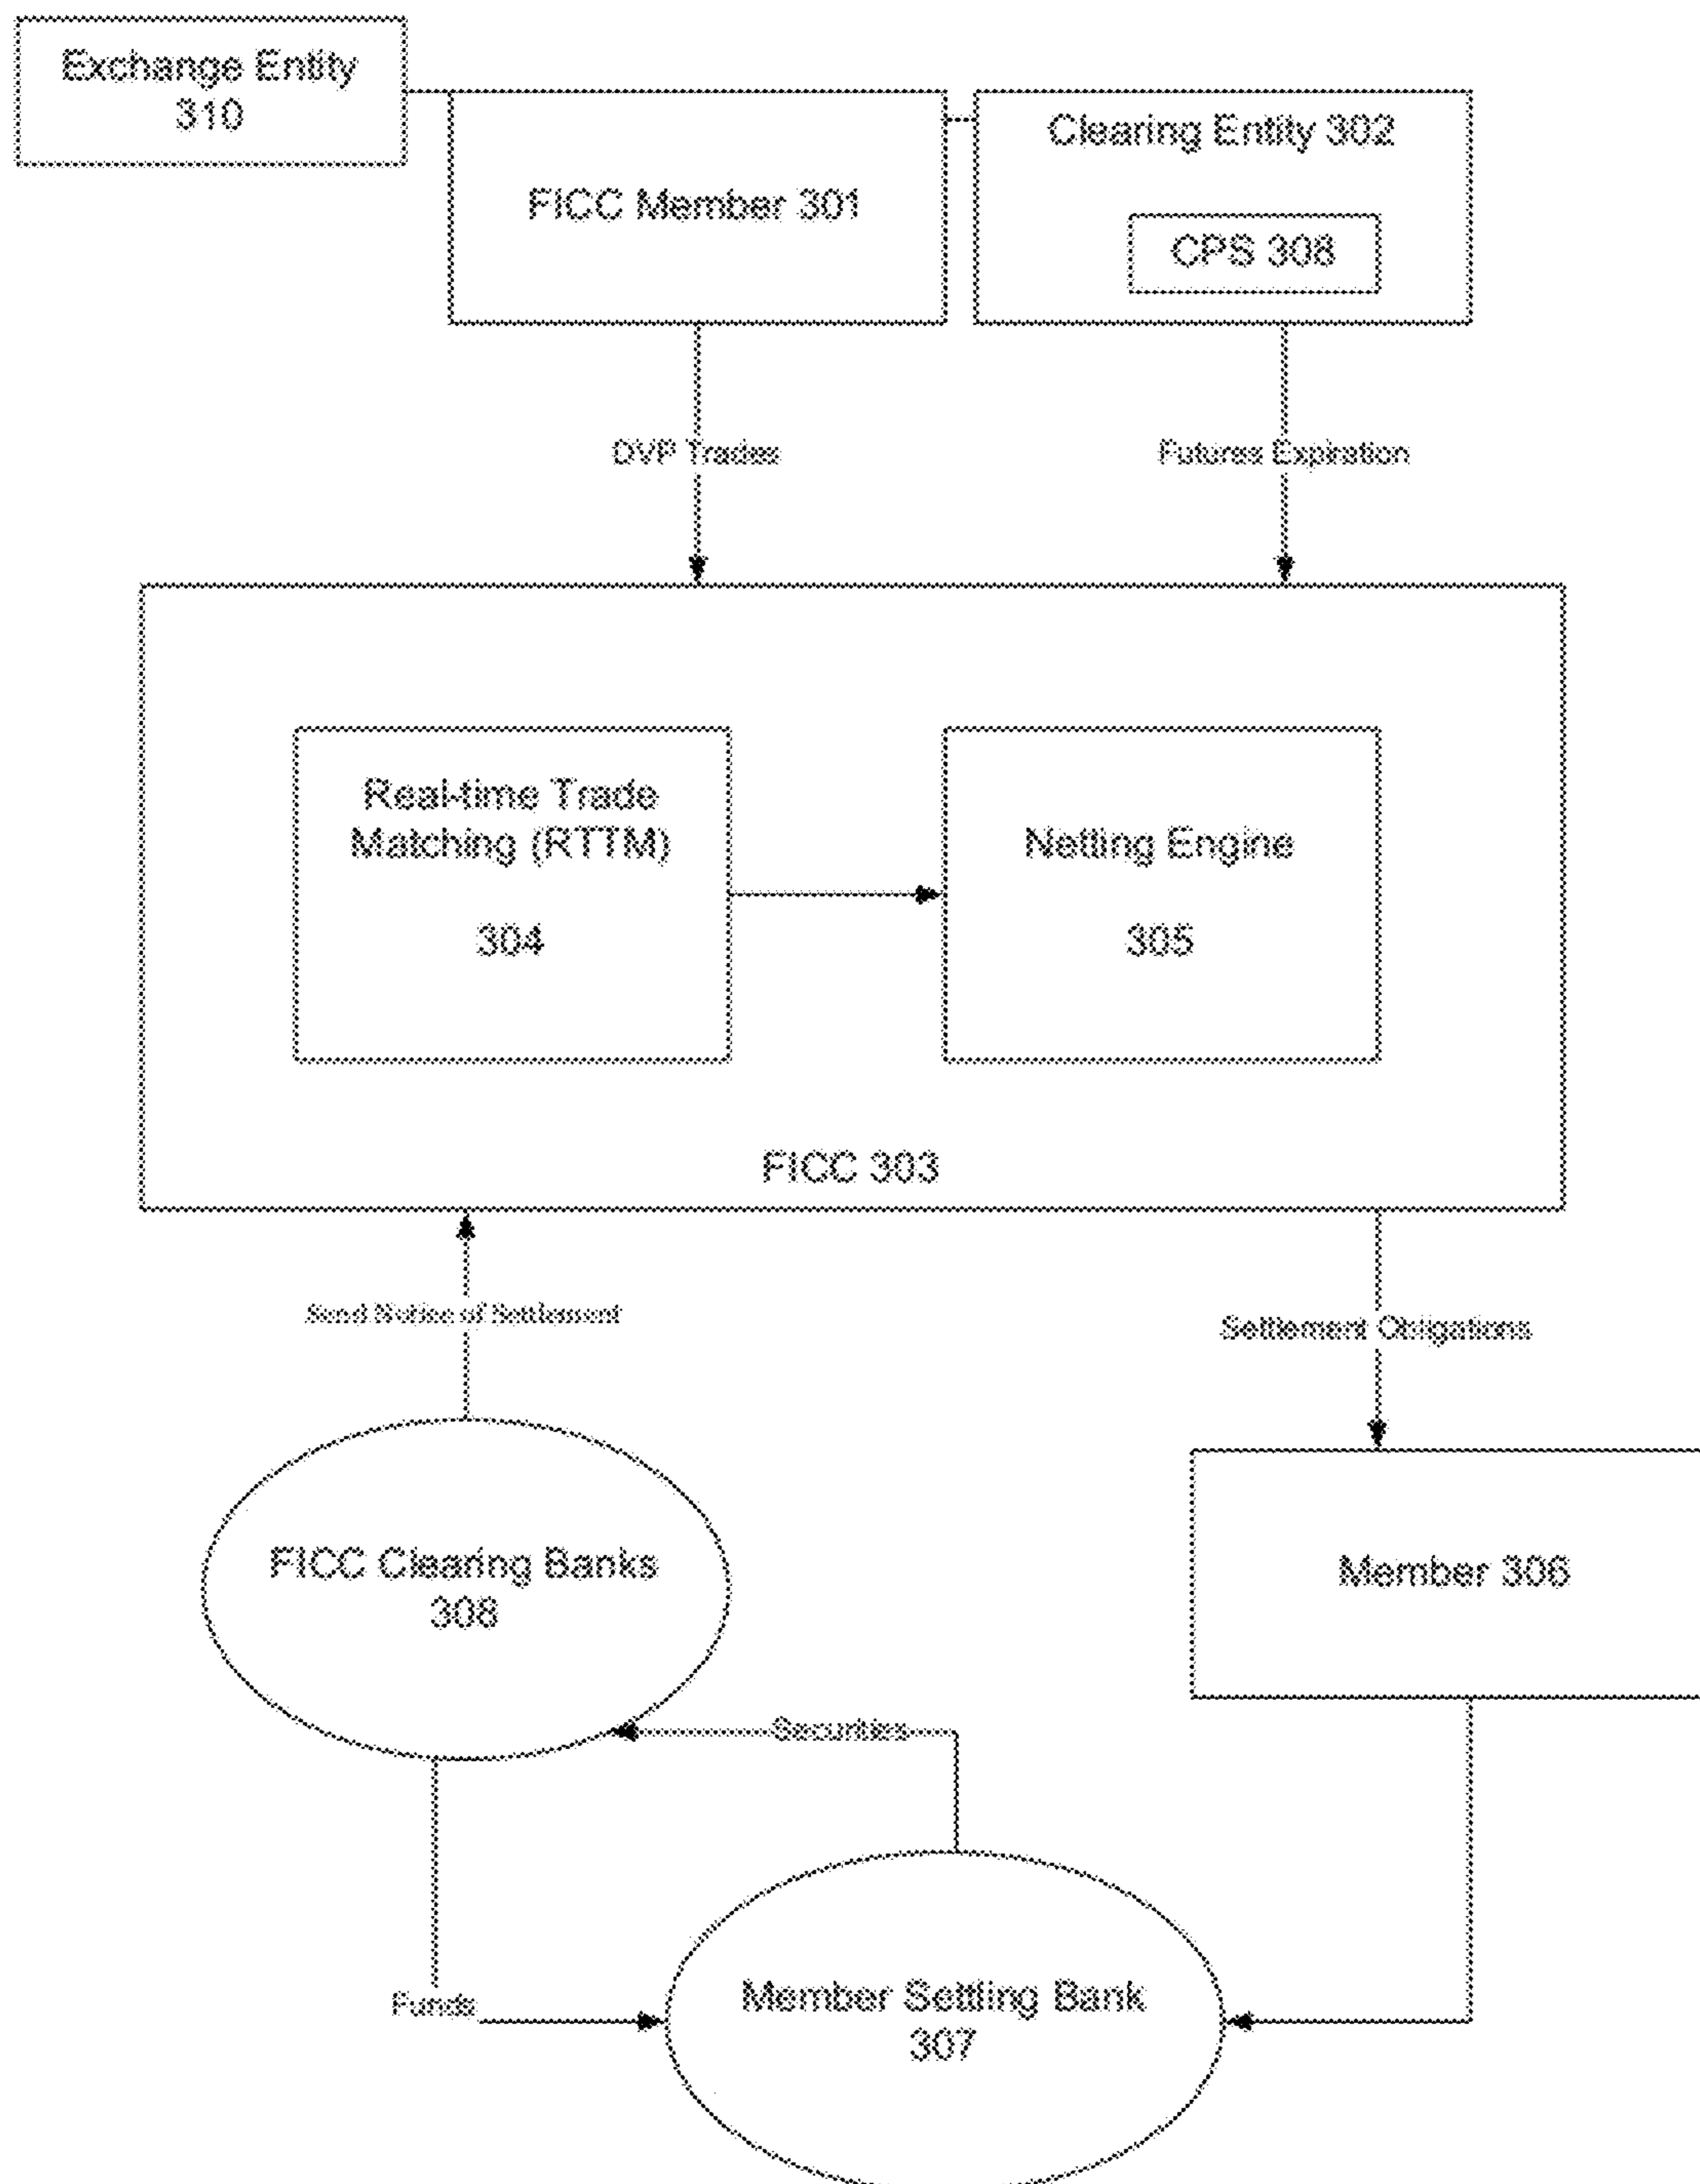 Exchange Entity
310
FICC Member 301
Clearing Entity 302
CPS 308
DVP Trades
Futures Expiration
Real-time Trade
Matching (RTTM)
304
Netting Engine
305
FICC 303
Send Notice of Settlement
Settlement Obligations
FICC Clearing Banks
308
Member 306
Securities
Funds
Member Settling Bank
307